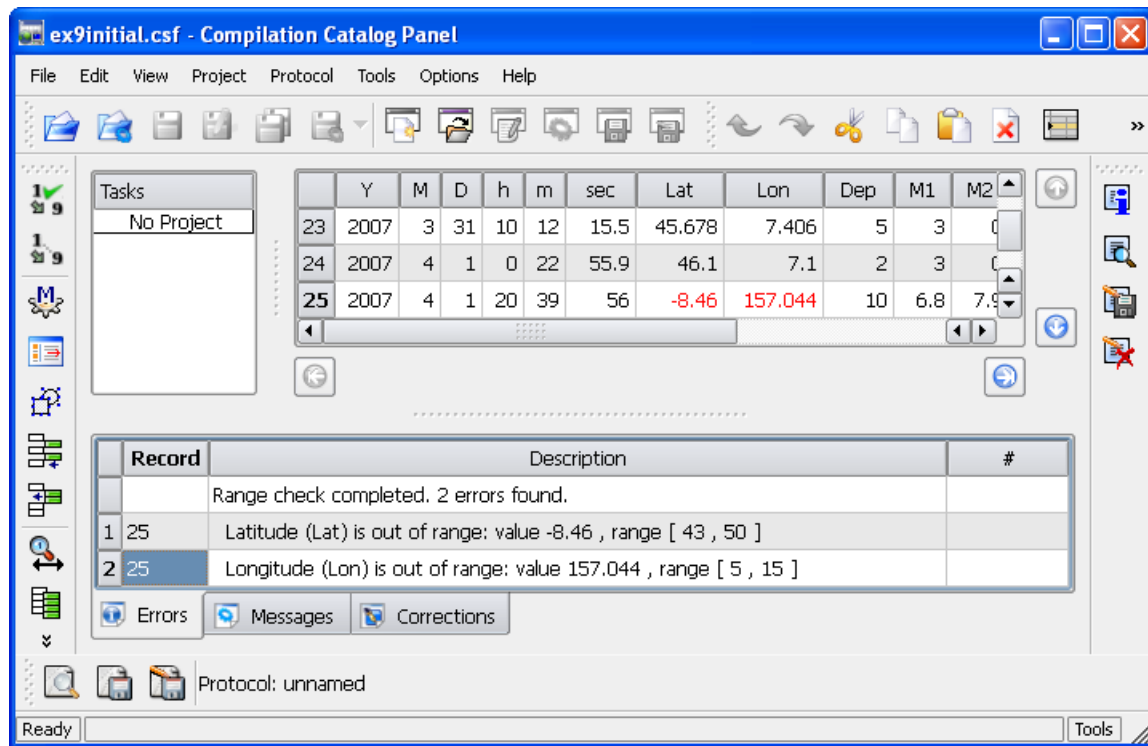 ex9initial.csf - Compilation Catalog Panel
File Edit View Project Protocol Tools Options Help
»
Tasks
No Project
Y M D h m sec Lat Lon Dep M1 M2
23 2007 3 31 10 12 15.5 45.678 7.406 5 3
24 2007 4 1 0 22 55.9 46.1 7.1 2 3
25 2007 4 1 20 39 56 -8.46 157.044 10 6.8 7.9
Record Description #
Range check completed. 2 errors found.
1 25 Latitude (Lat) is out of range: value -8.46 , range [ 43 , 50 ]
2 25 Longitude (Lon) is out of range: value 157.044 , range [ 5 , 15 ]
Errors Messages Corrections
Protocol: unnamed
Ready Tools